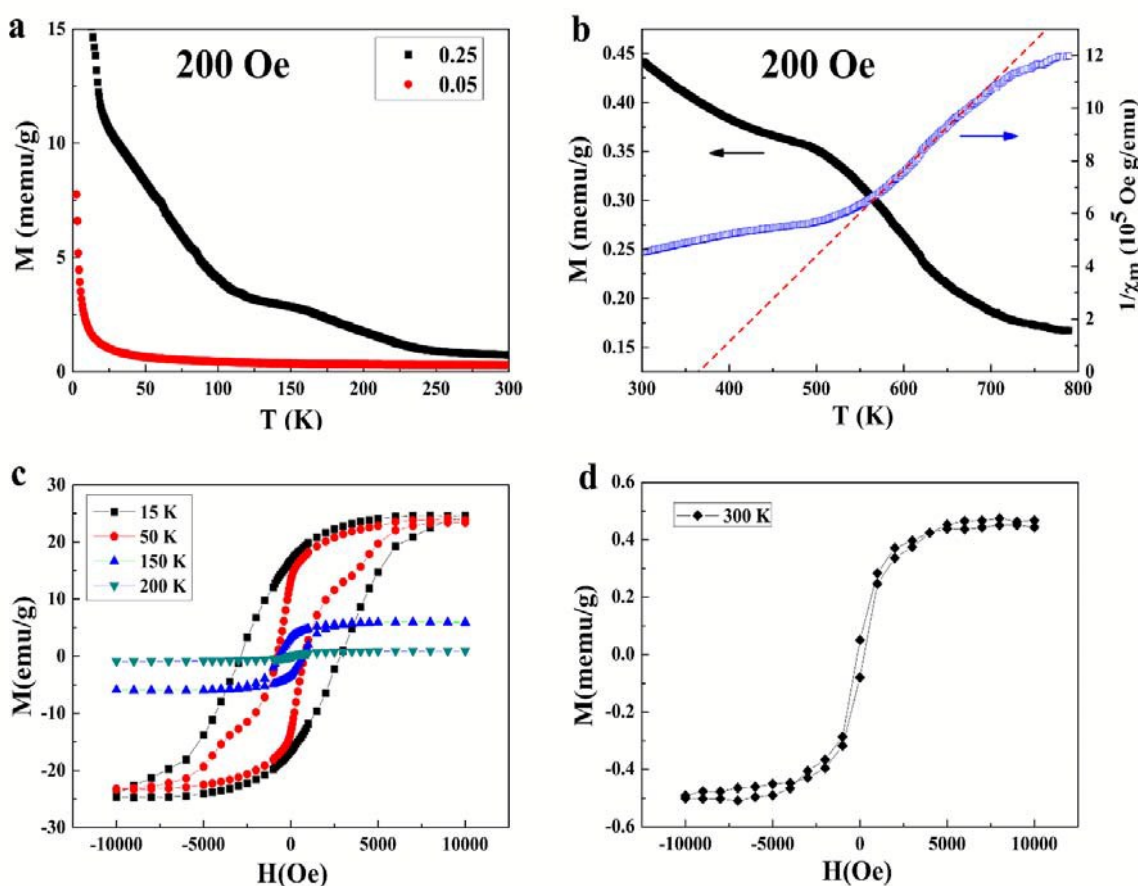 a
200 Oe
0.25
0.05
M (memu/g)
15
10
5
0
0 50 100 150 200 250 300
T (K)
b
200 Oe
M (memu/g)
0.45
0.40
0.35
0.30
0.25
0.20
0.15
12
10
8
6
4
2
0
1/χm (10⁵ Oe g/emu)
300 400 500 600 700 800
T (K)
c
15 K
50 K
150 K
200 K
M(emu/g)
30
20
10
0
-10
-20
-30
-10000 -5000 0 5000 10000
H(Oe)
d
300 K
M(memu/g)
0.6
0.4
0.2
0.0
-0.2
-0.4
-0.6
-10000 -5000 0 5000 10000
H(Oe)